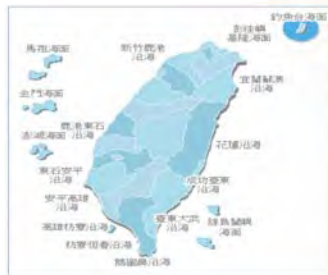 釣魚台海面
彭佳嶼
基隆海面
馬祖海面
新竹鹿港
沿海
宜蘭蘇澳
沿海
金門海面
鹿港東石
沿海
澎湖海面
花蓮沿海
東石安平
沿海
成功臺東
沿海
安平高雄
沿海
綠島蘭嶼
海面
臺東大武
沿海
高雄枋寮沿海
枋寮恆春沿海
鵝鑾鼻沿海